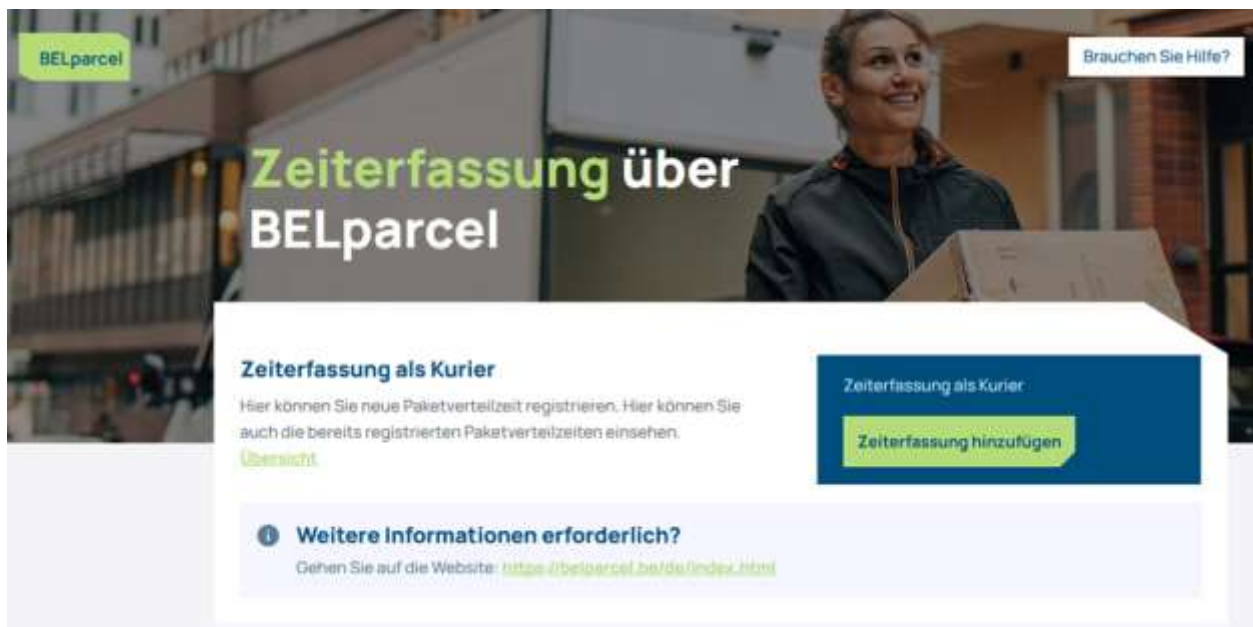 BELparcel
Brauchen Sie Hilfe?
Zeiterfassung über
BELparcel
Zeiterfassung als Kurier
Hier können Sie neue Paketverteilzeit registrieren. Hier können Sie
auch die bereits registrierten Paketverteilzeiten einsehen.
Übersicht
Zeiterfassung als Kurier
Zeiterfassung hinzufügen
Weitere Informationen erforderlich?
Gehen Sie auf die Website: https://belparcel.be/de/index.html